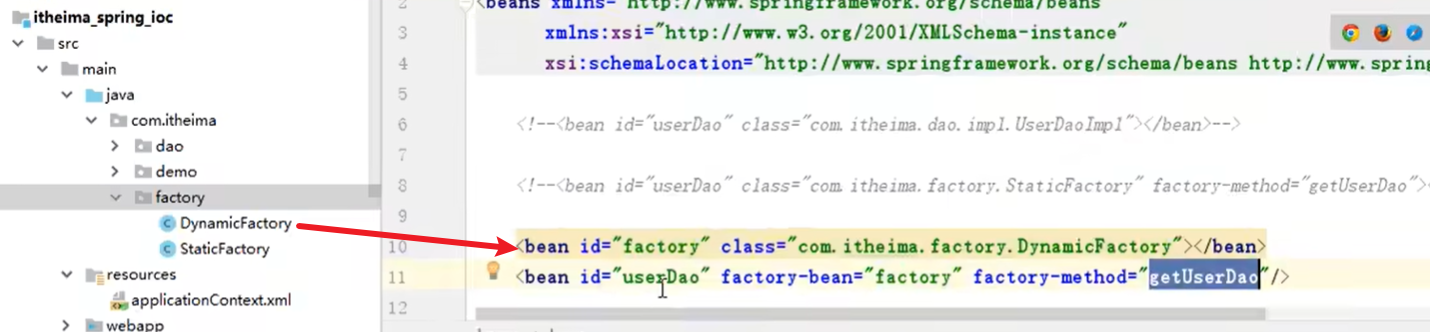 itheima_spring_ioc
src
main
java
com.itheima
dao
demo
factory
DynamicFactory
StaticFactory
resources
applicationContext.xml
webapp
2 <beans xmlns="http://www.springframework.org/schema/beans
3 xmlns:xsi="http://www.w3.org/2001/XMLSchema-instance"
4 xsi:schemaLocation="http://www.springframework.org/schema/beans http://www.spring
5
6 <!--<bean id="userDao" class="com.itheima.dao.impl.UserDaoImpl"></bean>-->
7
8 <!--<bean id="userDao" class="com.itheima.factory.StaticFactory" factory-method="getUserDao"><
9
10 <bean id="factory" class="com.itheima.factory.DynamicFactory"></bean>
11 <bean id="userDao" factory-bean="factory" factory-method="getUserDao"/>
12